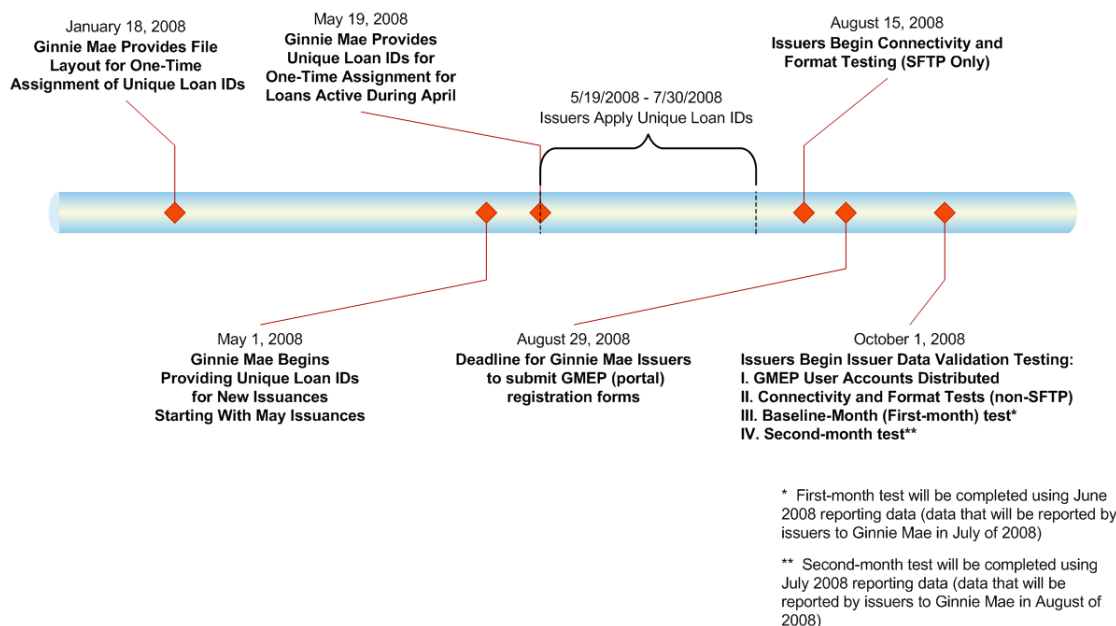 January 18, 2008
Ginnie Mae Provides File
Layout for One-Time
Assignment of Unique Loan IDs
May 19, 2008
Ginnie Mae Provides
Unique Loan IDs for
One-Time Assignment for
Loans Active During April
5/19/2008 - 7/30/2008
Issuers Apply Unique Loan IDs
August 15, 2008
Issuers Begin Connectivity and
Format Testing (SFTP Only)
May 1, 2008
Ginnie Mae Begins
Providing Unique Loan IDs
for New Issuances
Starting With May Issuances
August 29, 2008
Deadline for Ginnie Mae Issuers
to submit GMEP (portal)
registration forms
October 1, 2008
Issuers Begin Issuer Data Validation Testing:
I. GMEP User Accounts Distributed
II. Connectivity and Format Tests (non-SFTP)
III. Baseline-Month (First-month) test*
IV. Second-month test**
* First-month test will be completed using June
2008 reporting data (data that will be reported by
issuers to Ginnie Mae in July of 2008)
** Second-month test will be completed using
July 2008 reporting data (data that will be
reported by issuers to Ginnie Mae in August of
2008)